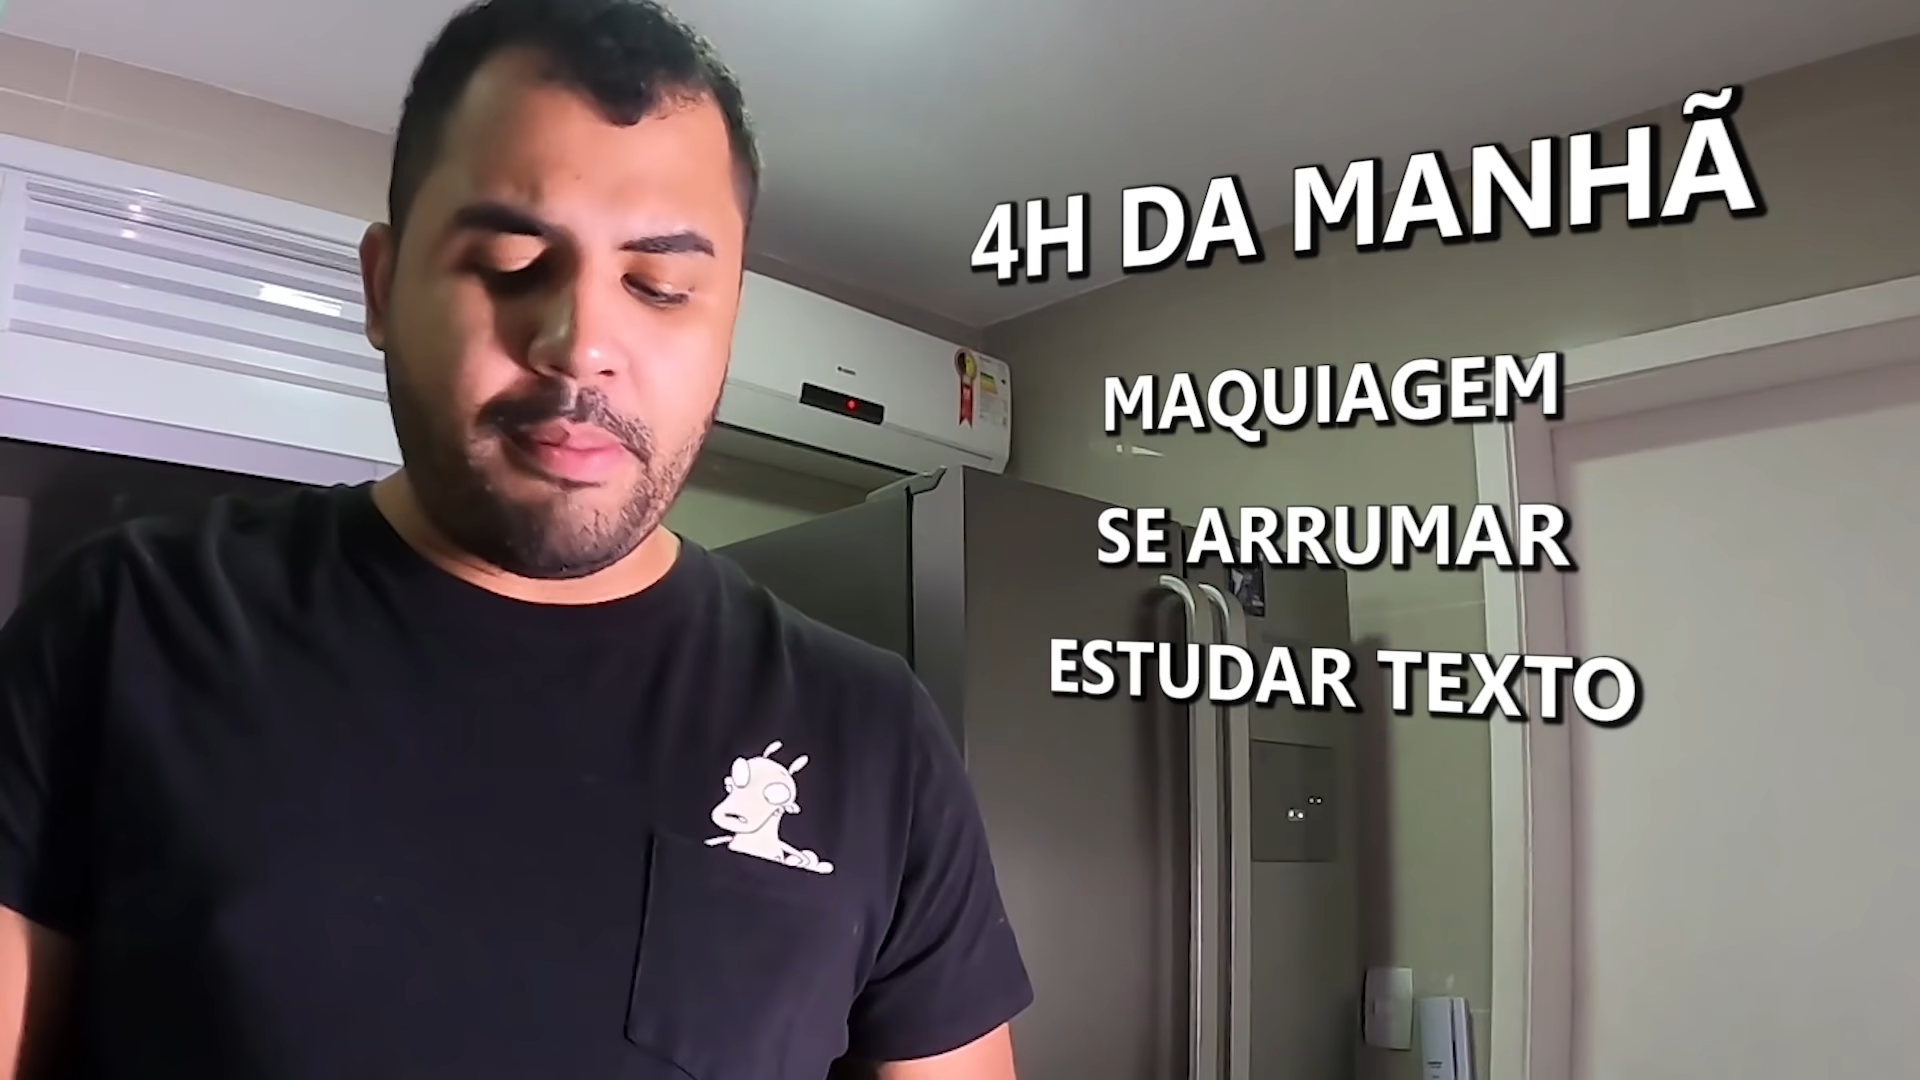 4H DA MANHÃ
MAQUIAGEM
SE ARRUMAR
ESTUDAR TEXTO